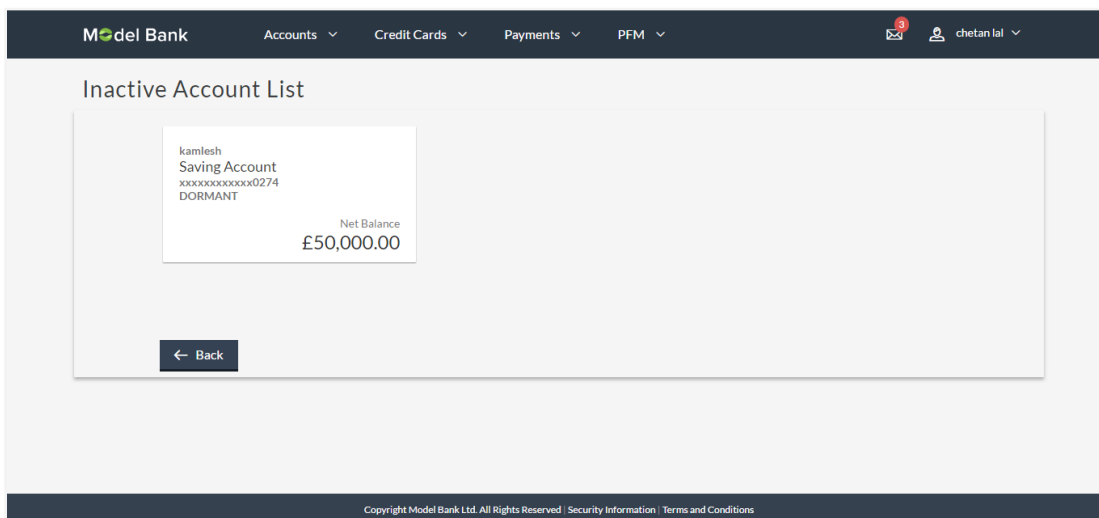 Model Bank Accounts Credit Cards Payments PFM 3 chetan lal
Inactive Account List
kamlesh
Saving Account
xxxxxxxxxxxx0274
DORMANT
Net Balance
£50,000.00
← Back
Copyright Model Bank Ltd. All Rights Reserved | Security Information | Terms and Conditions